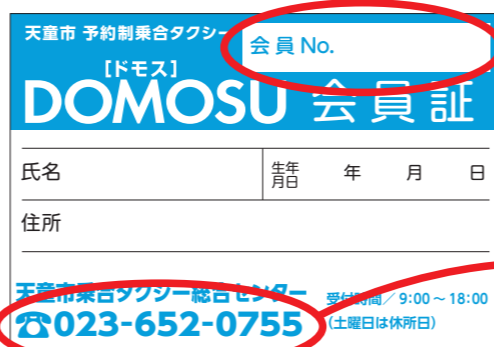 天童市 予約制乗合タクシー
会員No.
[ドモス]
DOMOSU 会員証
氏名 生年月日 年 月 日
住所
天童市乗合タクシー総合センター
受付時間／9:00～18:00
☎023-652-0755
(土曜日は休所日)